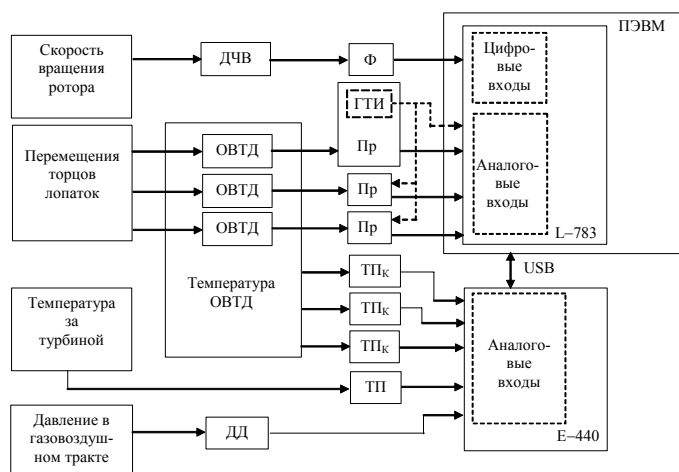 ПЭВМ
Скорость
вращения
ротора
ДЧВ
Ф
Цифро-
вые
входы
ГТИ
Пр
Перемещения
торцов
лопаток
ОВТД
ОВТД
Пр
ОВТД
Пр
Аналого-
вые
входы
L–783
Температура
ОВТД
ТПК
ТПК
ТПК
USB
Температура
за
турбиной
ТП
Аналого-
вые
входы
Давление в
газовоздуш-
ном тракте
ДД
E–440